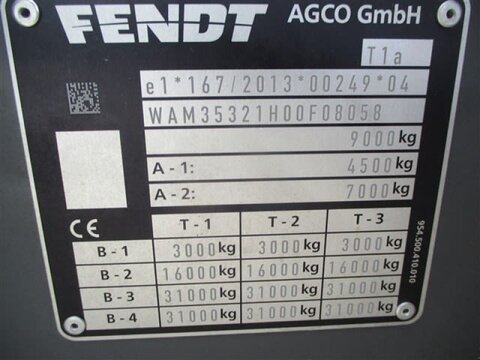 FENDT AGCO GmbH
T1a
e1*167/2013*00249*04
WAM35321H00F08058
9000kg
A - 1: 4500kg
A - 2: 7000kg
CE T - 1 T - 2 T - 3
B - 1 3000kg 3000kg 3000kg
B - 2 16000kg 16000kg 16000kg
B - 3 31000kg 31000kg 31000kg
B - 4 31000kg 31000kg 31000kg
954.500.410.010